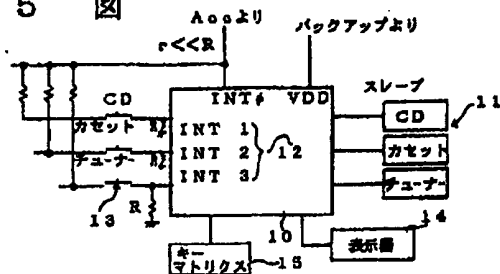 5 図
Accより
バックアップより
r<<R
INTφ VDD
スレーブ
CD
カセット
チューナー
INT 1
INT 2
INT 3
12
CD
カセット
チューナー
11
13
R
10
14
表示器
キー
マトリクス
15